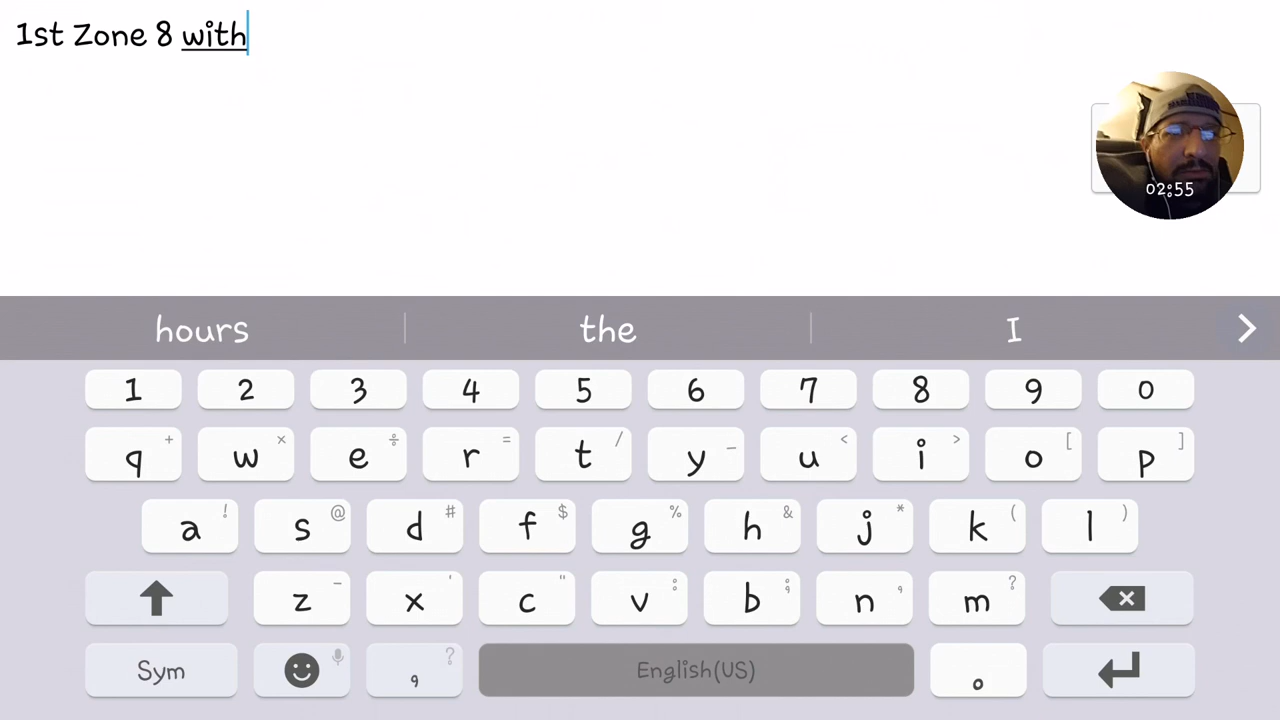 1st Zone 8 with
02:55
hours the I
1 2 3 4 5 6 7 8 9 0
q + w × e ÷ r = t / y _ u < i > o [ p ]
a ! s @ d # f $ g % h & j * k ( l )
z - x ' c " v : b ; n , m ?
Sym , ? English(US) .